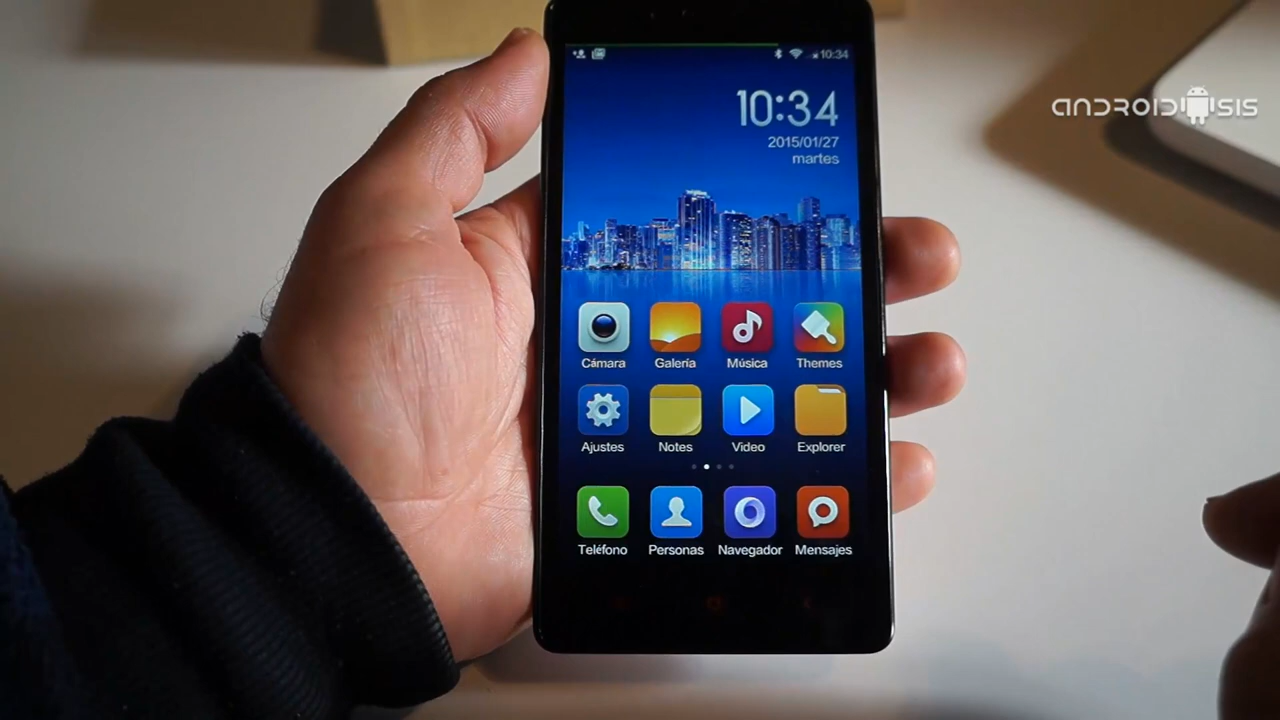 10:34
ANDROIDSIS
10:34
2015/01/27
martes
Cámara Galería Música Themes
Ajustes Notes Video Explorer
Teléfono Personas Navegador Mensajes